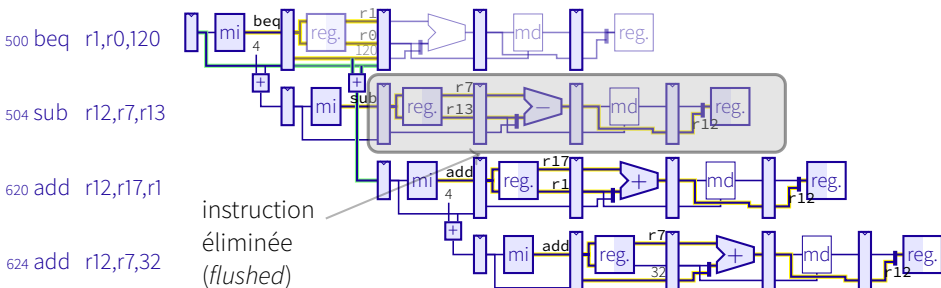 500 beq r1,r0,120 mi beq reg. r1 r0 120 md reg.
4
504 sub r12,r7,r13 mi sub reg. r7 r13 − md r12 reg.
620 add r12,r17,r1 mi add reg. r17 r1 + md r12 reg.
4
instruction
éliminée
(flushed)
624 add r12,r7,32 mi add reg. r7 32 + md r12 reg.